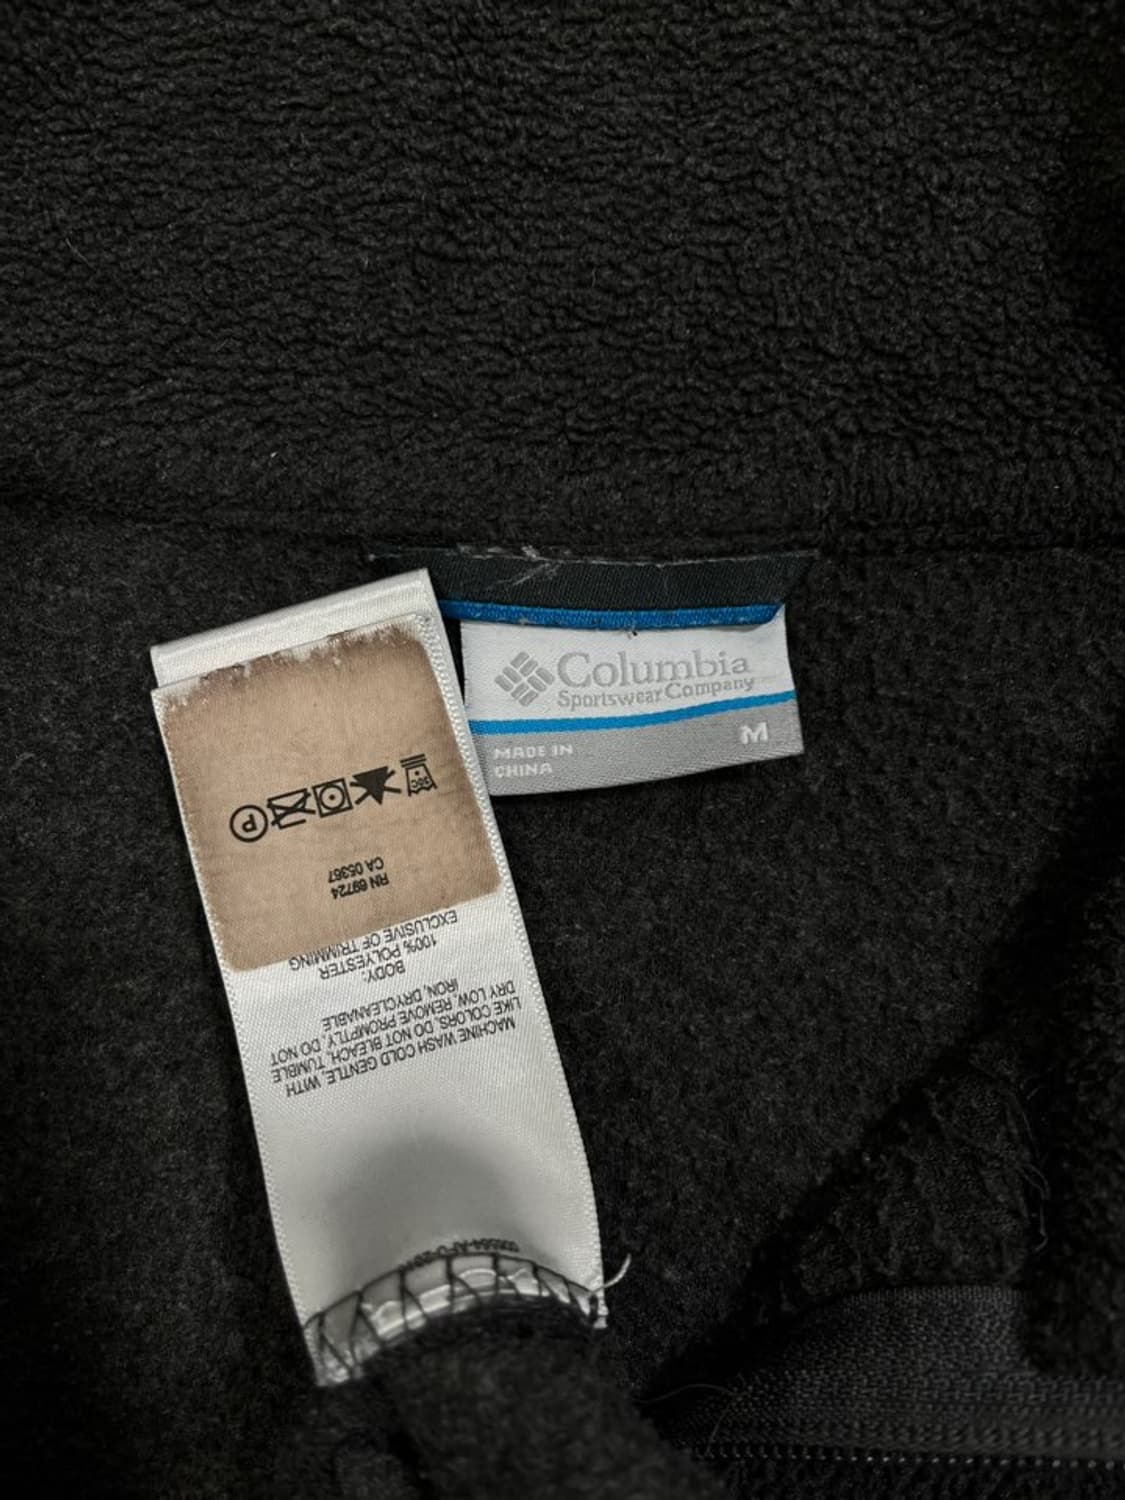 Columbia
Sportswear Company
MADE IN
CHINA
M
MACHINE WASH COLD GENTLE, WITH
LIKE COLORS, DO NOT BLEACH, TUMBLE
DRY LOW, REMOVE PROMPTLY, DO NOT
IRON, DRYCLEANABLE
BODY:
100% POLYESTER
EXCLUSIVE OF TRIMMING
RN 69724
CA 05367
30C
P